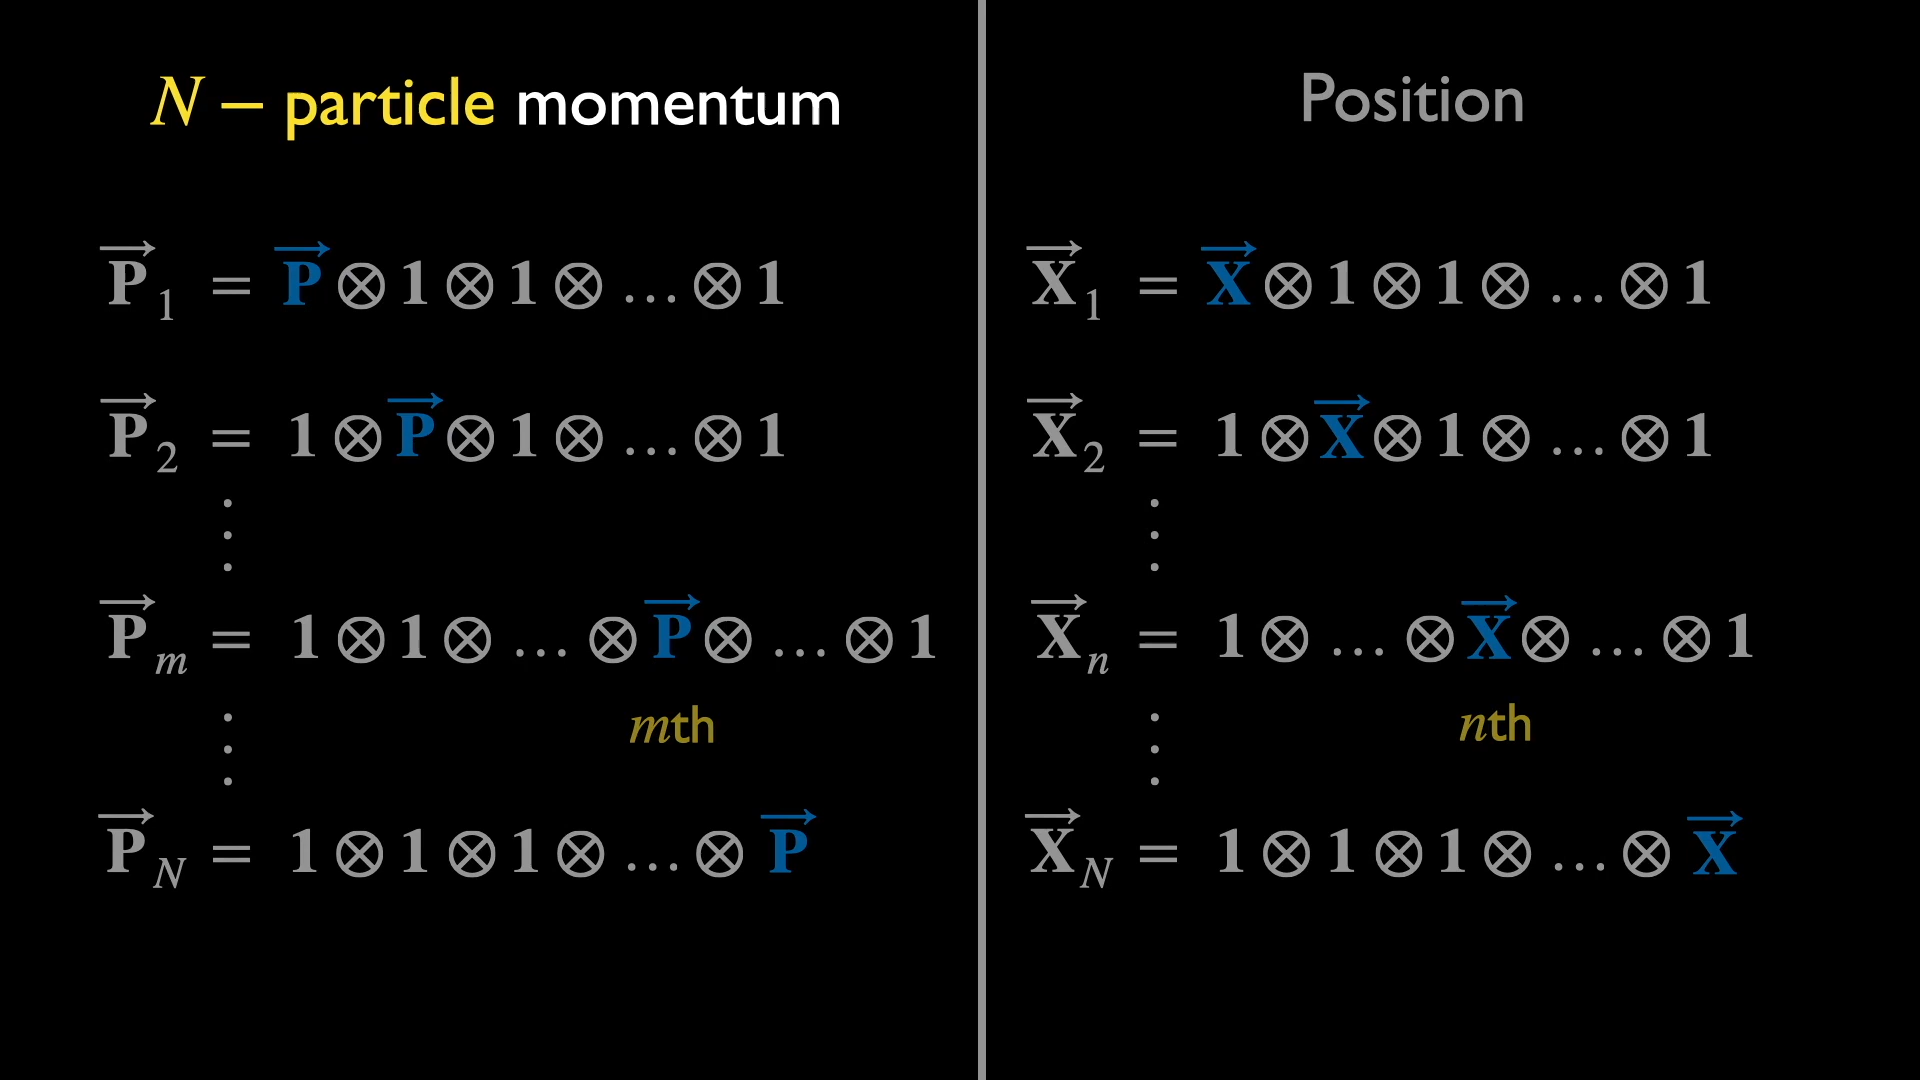 N – particle momentum
P⃗₁ = P⃗ ⊗ 1 ⊗ 1 ⊗ … ⊗ 1
P⃗₂ = 1 ⊗ P⃗ ⊗ 1 ⊗ … ⊗ 1
⋮
P⃗ₘ = 1 ⊗ 1 ⊗ … ⊗ P⃗ ⊗ … ⊗ 1
mth
⋮
P⃗_N = 1 ⊗ 1 ⊗ 1 ⊗ … ⊗ P⃗
Position
X⃗₁ = X⃗ ⊗ 1 ⊗ 1 ⊗ … ⊗ 1
X⃗₂ = 1 ⊗ X⃗ ⊗ 1 ⊗ … ⊗ 1
⋮
X⃗ₙ = 1 ⊗ … ⊗ X⃗ ⊗ … ⊗ 1
nth
⋮
X⃗_N = 1 ⊗ 1 ⊗ 1 ⊗ … ⊗ X⃗